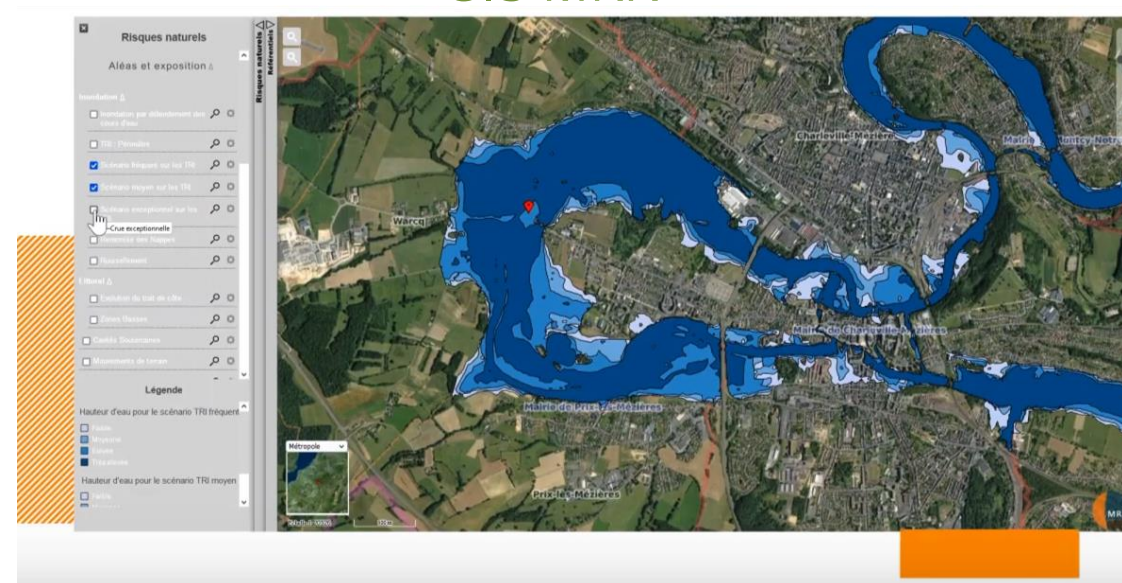 Risques naturels
Aléas et exposition
Inondation
Inondation par débordement des
cours d'eau
TRI : Périmètre
Scénario fréquent sur les TRI
Scénario moyen sur les TRI
Scénario exceptionnel sur les
Crue exceptionnelle
Remontée des Nappes
Ruissellement
Littoral
Evolution du trait de côte
Zones Basses
Cavités Souterraines
Mouvements de terrain
Légende
Hauteur d'eau pour le scénario TRI fréquent
Faible
Moyenne
Hauteur d'eau pour le scénario TRI moyen
Faible
Risques naturels
Référentiels
Charleville-Mézière
Mairie
Warcq
Mairie de Charleville-Mézières
Mairie de Prix-lès-Mézières
Prix-lès-Mézières
Métropole
MR